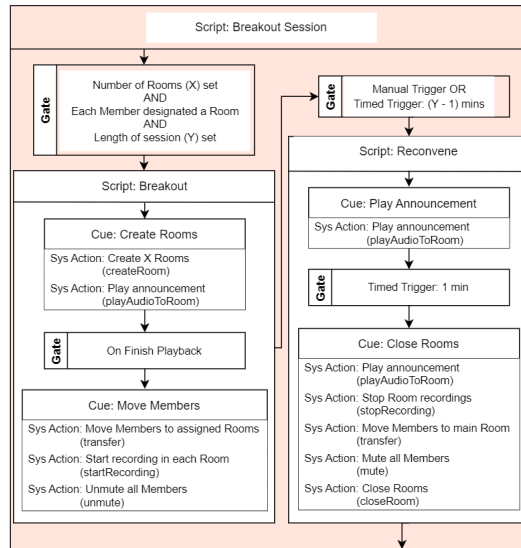 Script: Breakout Session
Gate
Number of Rooms (X) set
AND
Each Member designated a Room
AND
Length of session (Y) set
Script: Breakout
Cue: Create Rooms
Sys Action: Create X Rooms
(createRoom)
Sys Action: Play announcement
(playAudioToRoom)
Gate
On Finish Playback
Cue: Move Members
Sys Action: Move Members to assigned Rooms
(transfer)
Sys Action: Start recording in each Room
(startRecording)
Sys Action: Unmute all Members
(unmute)
Gate
Manual Trigger OR
Timed Trigger: (Y - 1) mins
Script: Reconvene
Cue: Play Announcement
Sys Action: Play announcement
(playAudioToRoom)
Gate
Timed Trigger: 1 min
Cue: Close Rooms
Sys Action: Play announcement
(playAudioToRoom)
Sys Action: Stop Room recordings
(stopRecording)
Sys Action: Move Members to main Room
(transfer)
Sys Action: Mute all Members
(mute)
Sys Action: Close Rooms
(closeRoom)